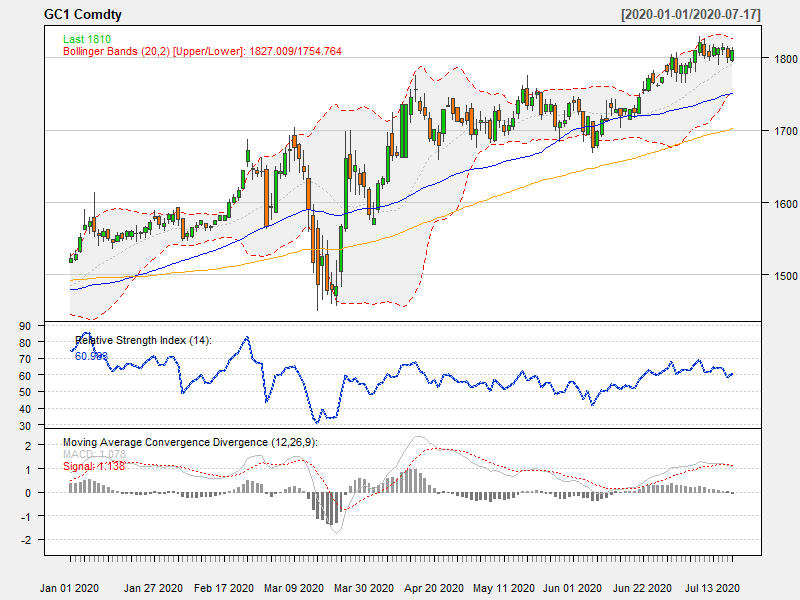 GC1 Comdty [2020-01-01/2020-07-17]
Last 1810
Bollinger Bands (20,2) [Upper/Lower]: 1827.009/1754.764
1800
1700
1600
1500
Relative Strength Index (14):
60.993
90
80
70
60
50
40
30
Moving Average Convergence Divergence (12,26,9):
MACD: 1.078
Signal: 1.138
2
1
0
-1
-2
Jan 01 2020 Jan 27 2020 Feb 17 2020 Mar 09 2020 Mar 30 2020 Apr 20 2020 May 11 2020 Jun 01 2020 Jun 22 2020 Jul 13 2020